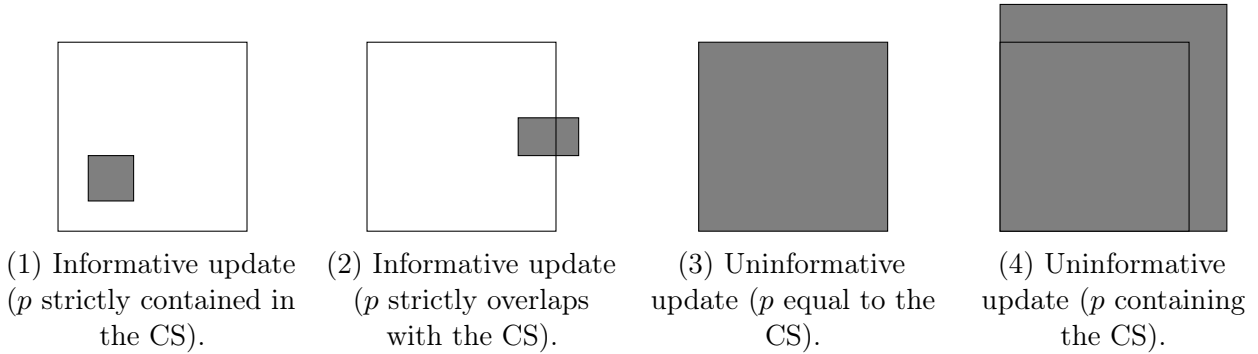 (1) Informative update
(p strictly contained in
the CS).
(2) Informative update
(p strictly overlaps
with the CS).
(3) Uninformative
update (p equal to the
CS).
(4) Uninformative
update (p containing
the CS).